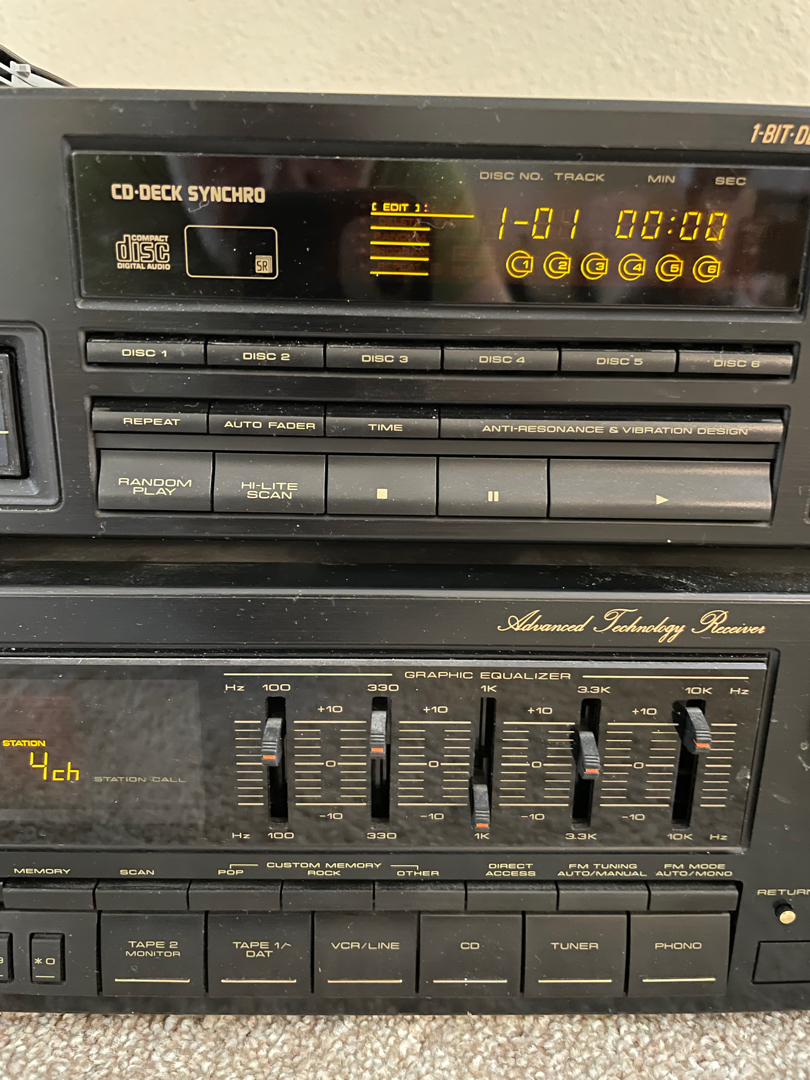 1-BIT·D
CD·DECK SYNCHRO
DISC NO. TRACK MIN SEC
EDIT
1-01 00:00
COMPACT
disc
DIGITAL AUDIO
SR
1 2 3 4 5 6
DISC 1 DISC 2 DISC 3 DISC 4 DISC 5 DISC 6
REPEAT AUTO FADER TIME ANTI-RESONANCE & VIBRATION DESIGN
RANDOM
PLAY
HI-LITE
SCAN
Advanced Technology Receiver
GRAPHIC EQUALIZER
Hz 100 330 1K 3.3K 10K Hz
+10 +10 +10 +10
0 0 0 0 0
-10 -10 -10 -10
Hz 100 330 1K 3.3K 10K Hz
STATION
4ch STATION CALL
MEMORY SCAN
CUSTOM MEMORY
POP ROCK OTHER
DIRECT
ACCESS
FM TUNING
AUTO/MANUAL
FM MODE
AUTO/MONO
RETURN
*0
TAPE 2
MONITOR
TAPE 1/
DAT
VCR/LINE
CD
TUNER
PHONO